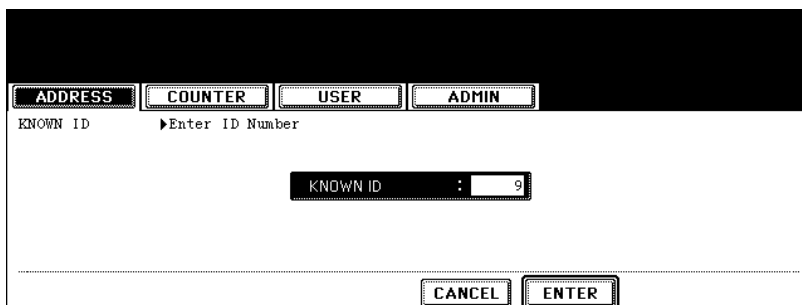 ADDRESS COUNTER USER ADMIN
KNOWN ID ▶Enter ID Number
KNOWN ID : 9
CANCEL ENTER